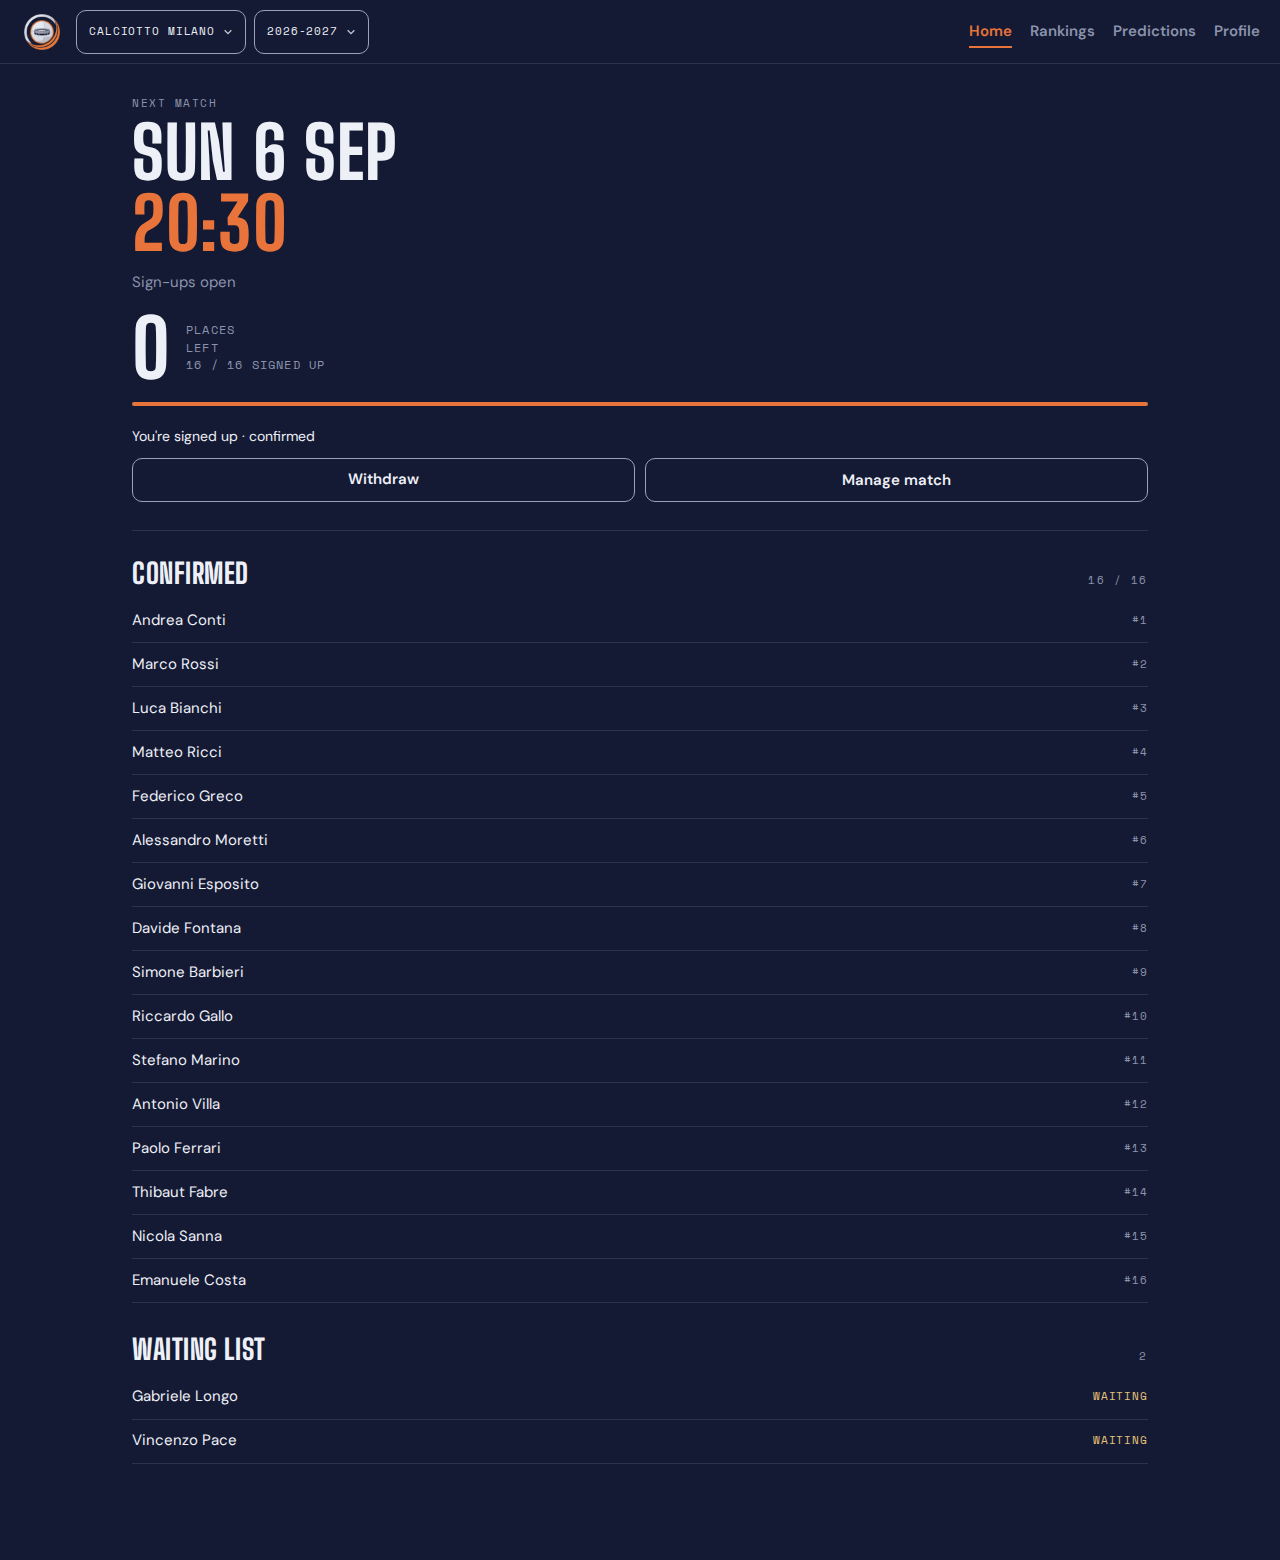 CALCIOTTO MILANO
2026-2027
Home
Rankings
Predictions
Profile
NEXT MATCH
SUN 6 SEP
20:30
Sign-ups open
0
PLACES
LEFT
16 / 16 SIGNED UP
You're signed up · confirmed
Withdraw
Manage match
CONFIRMED
16 / 16
Andrea Conti #1
Marco Rossi #2
Luca Bianchi #3
Matteo Ricci #4
Federico Greco #5
Alessandro Moretti #6
Giovanni Esposito #7
Davide Fontana #8
Simone Barbieri #9
Riccardo Gallo #10
Stefano Marino #11
Antonio Villa #12
Paolo Ferrari #13
Thibaut Fabre #14
Nicola Sanna #15
Emanuele Costa #16
WAITING LIST
2
Gabriele Longo WAITING
Vincenzo Pace WAITING